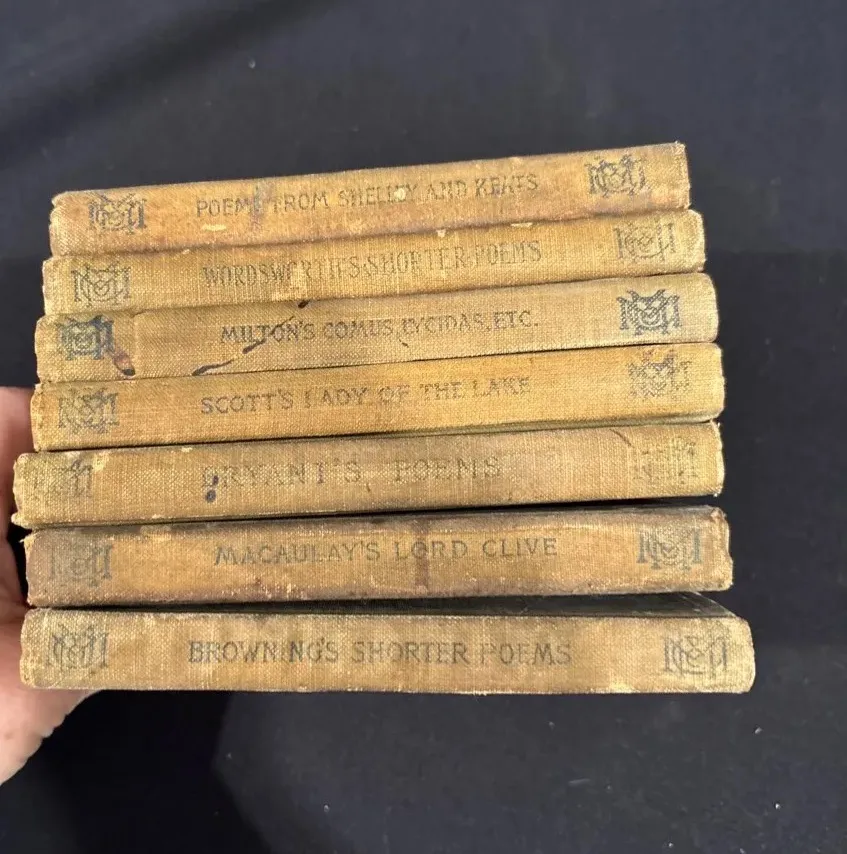 POEMS FROM SHELLEY AND KEATS
WORDSWORTH'S SHORTER POEMS
MILTON'S COMUS, LYCIDAS, ETC.
SCOTT'S LADY OF THE LAKE
BRYANT'S POEMS
MACAULAY'S LORD CLIVE
BROWNING'S SHORTER POEMS